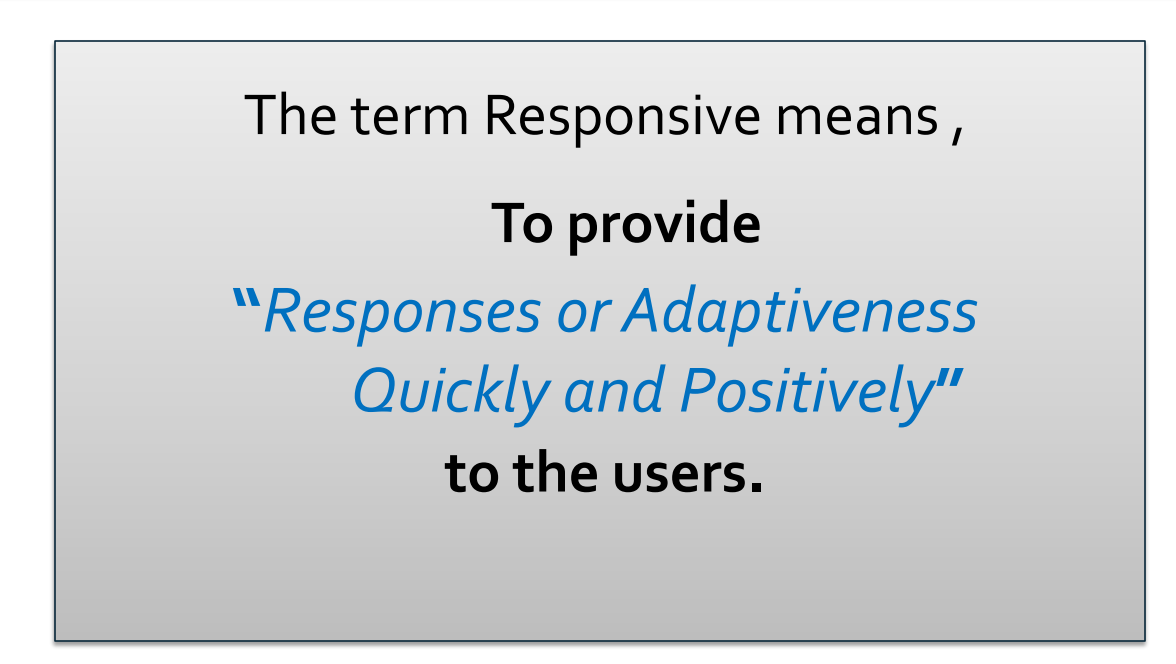 The term Responsive means ,
To provide
“Responses or Adaptiveness
Quickly and Positively”
to the users.